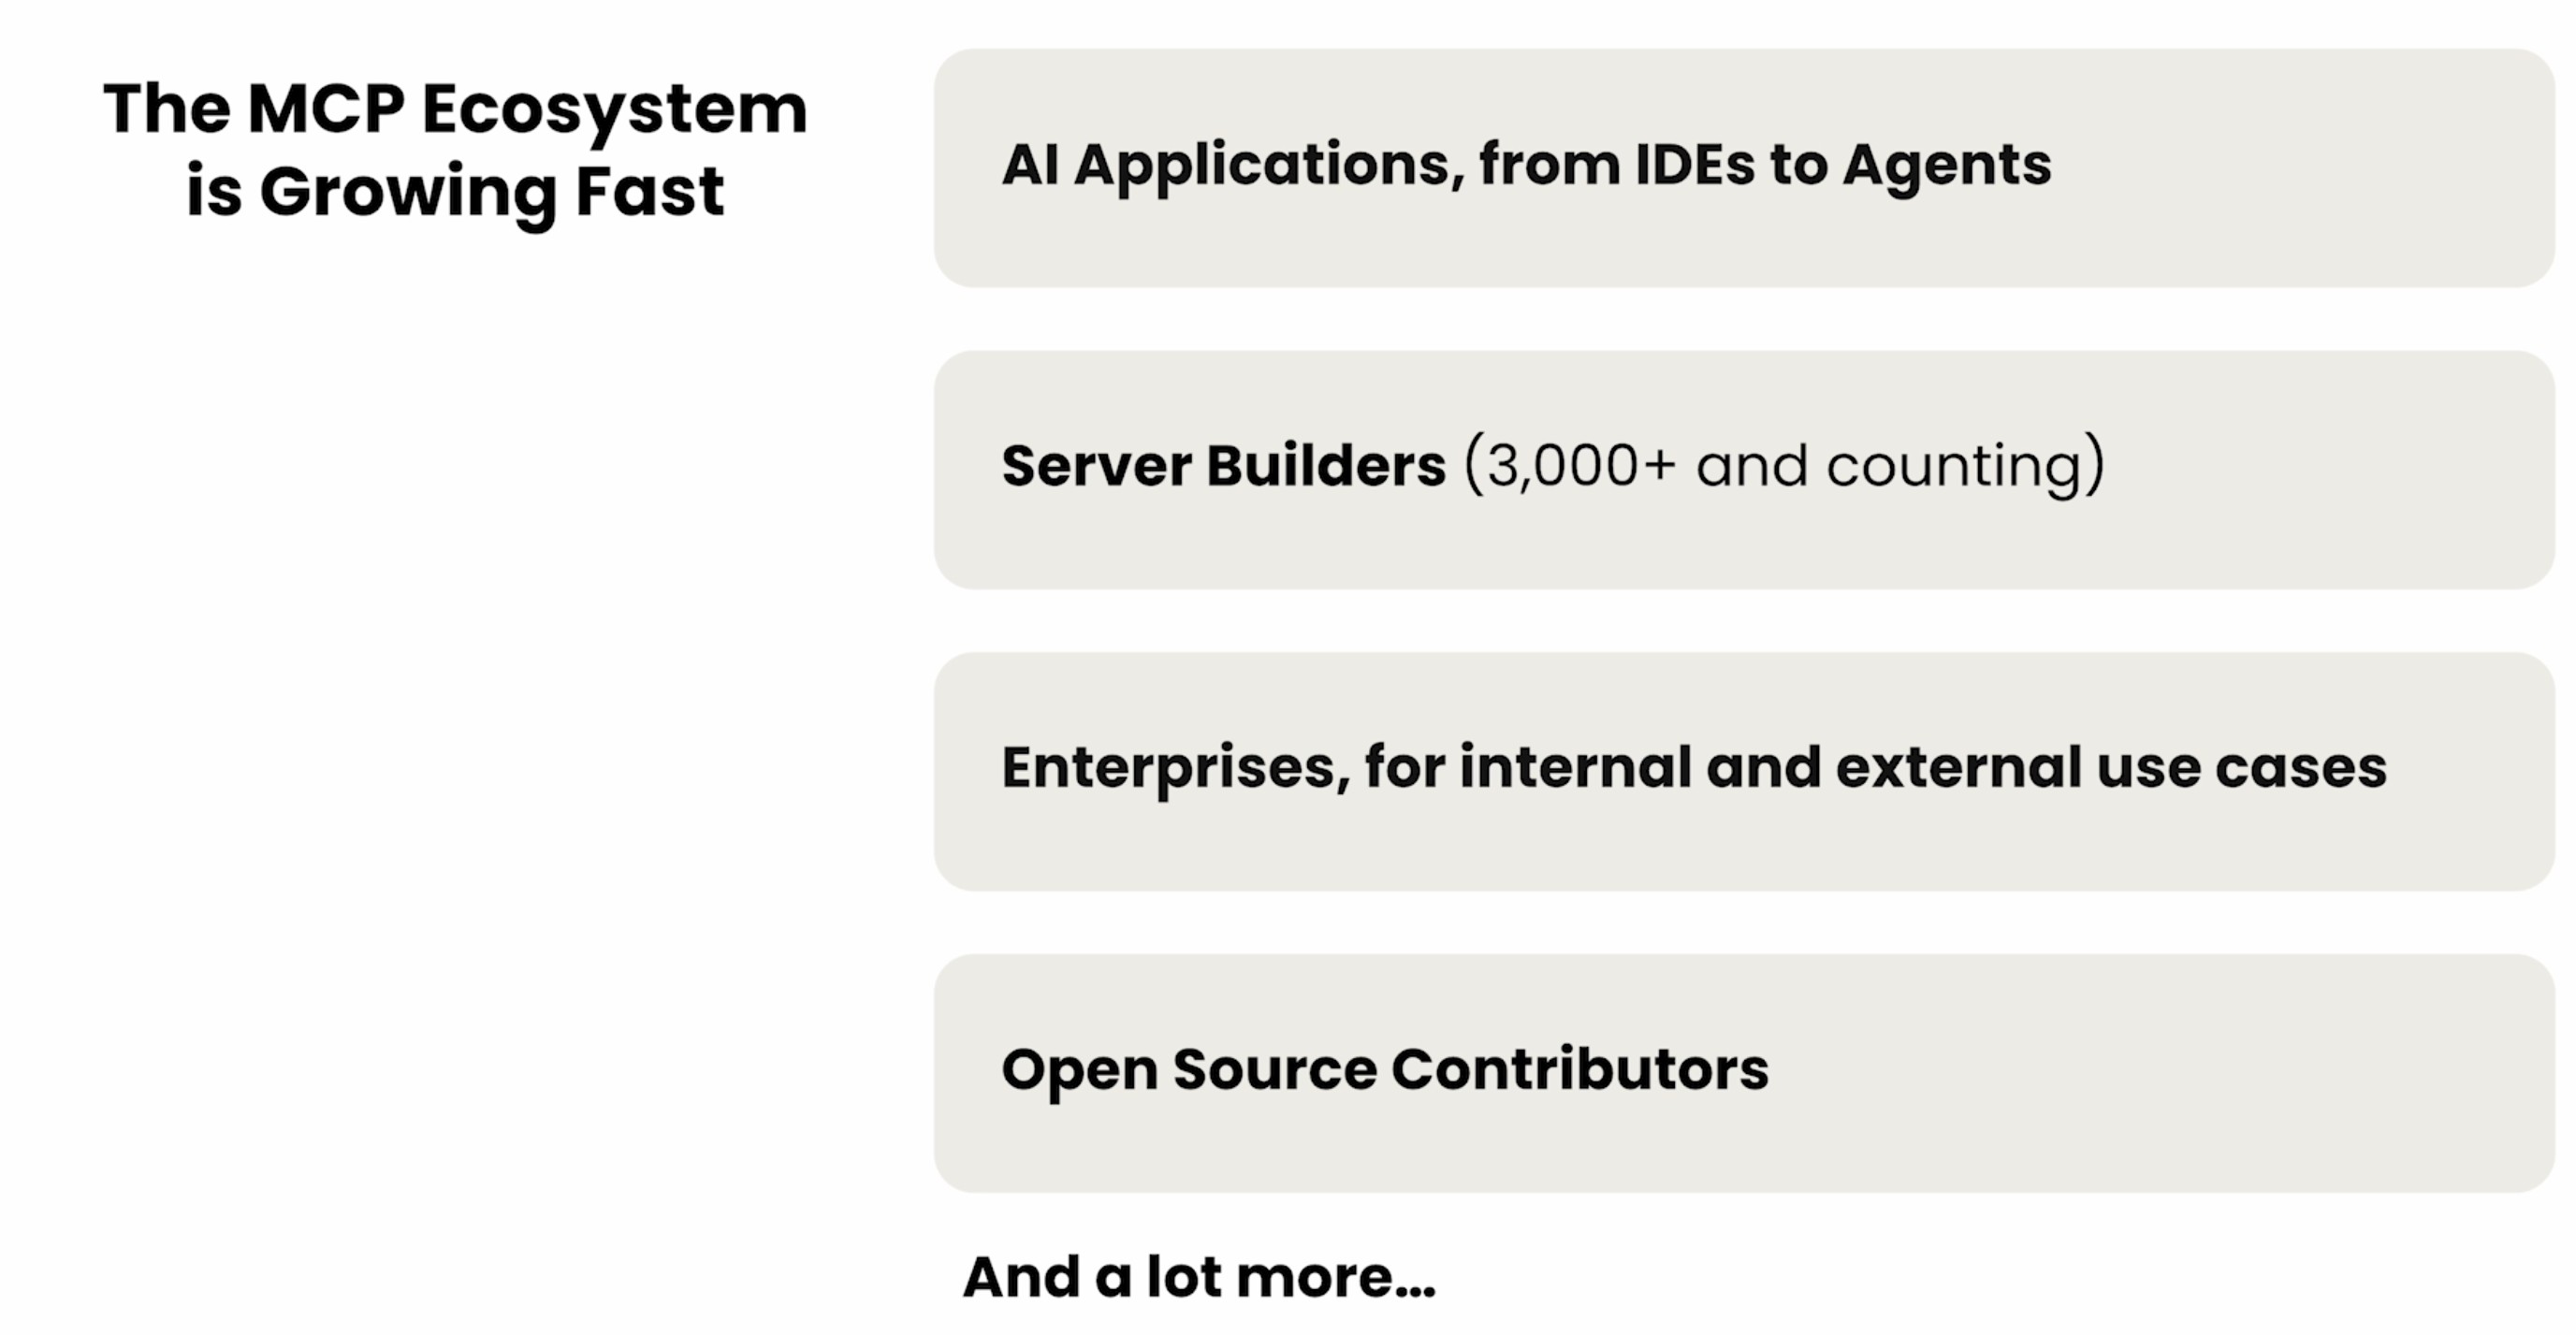 The MCP Ecosystem
is Growing Fast
AI Applications, from IDEs to Agents
Server Builders (3,000+ and counting)
Enterprises, for internal and external use cases
Open Source Contributors
And a lot more...